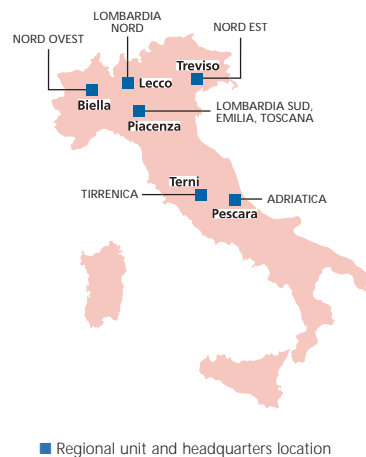 LOMBARDIA
NORD
NORD OVEST
NORD EST
Treviso
Lecco
Biella
Piacenza
LOMBARDIA SUD,
EMILIA, TOSCANA
Terni
TIRRENICA
ADRIATICA
Pescara
Regional unit and headquarters location